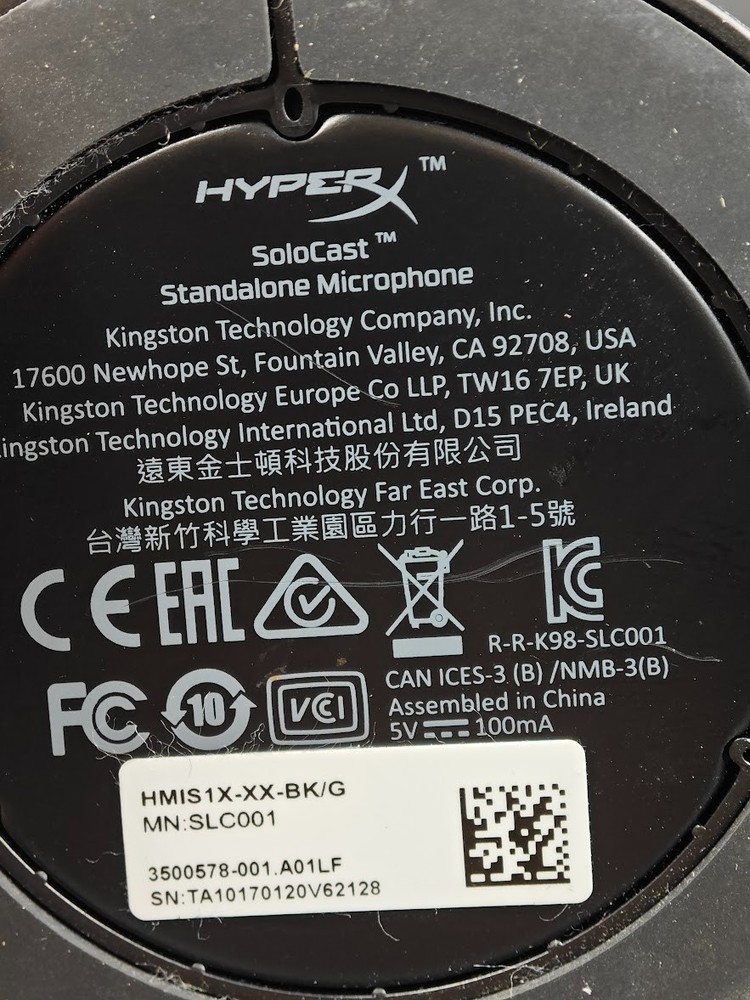 HYPERX™
SoloCast™
Standalone Microphone
Kingston Technology Company, Inc.
17600 Newhope St, Fountain Valley, CA 92708, USA
Kingston Technology Europe Co LLP, TW16 7EP, UK
ingston Technology International Ltd, D15 PEC4, Ireland
遠東金士頓科技股份有限公司
Kingston Technology Far East Corp.
台灣新竹科學工業園區力行一路1-5號
CE EAC
R-R-K98-SLC001
FC 10 VCCI
CAN ICES-3 (B) /NMB-3(B)
Assembled in China
5V 100mA
HMIS1X-XX-BK/G
MN:SLC001
3500578-001.A01LF
SN:TA10170120V62128